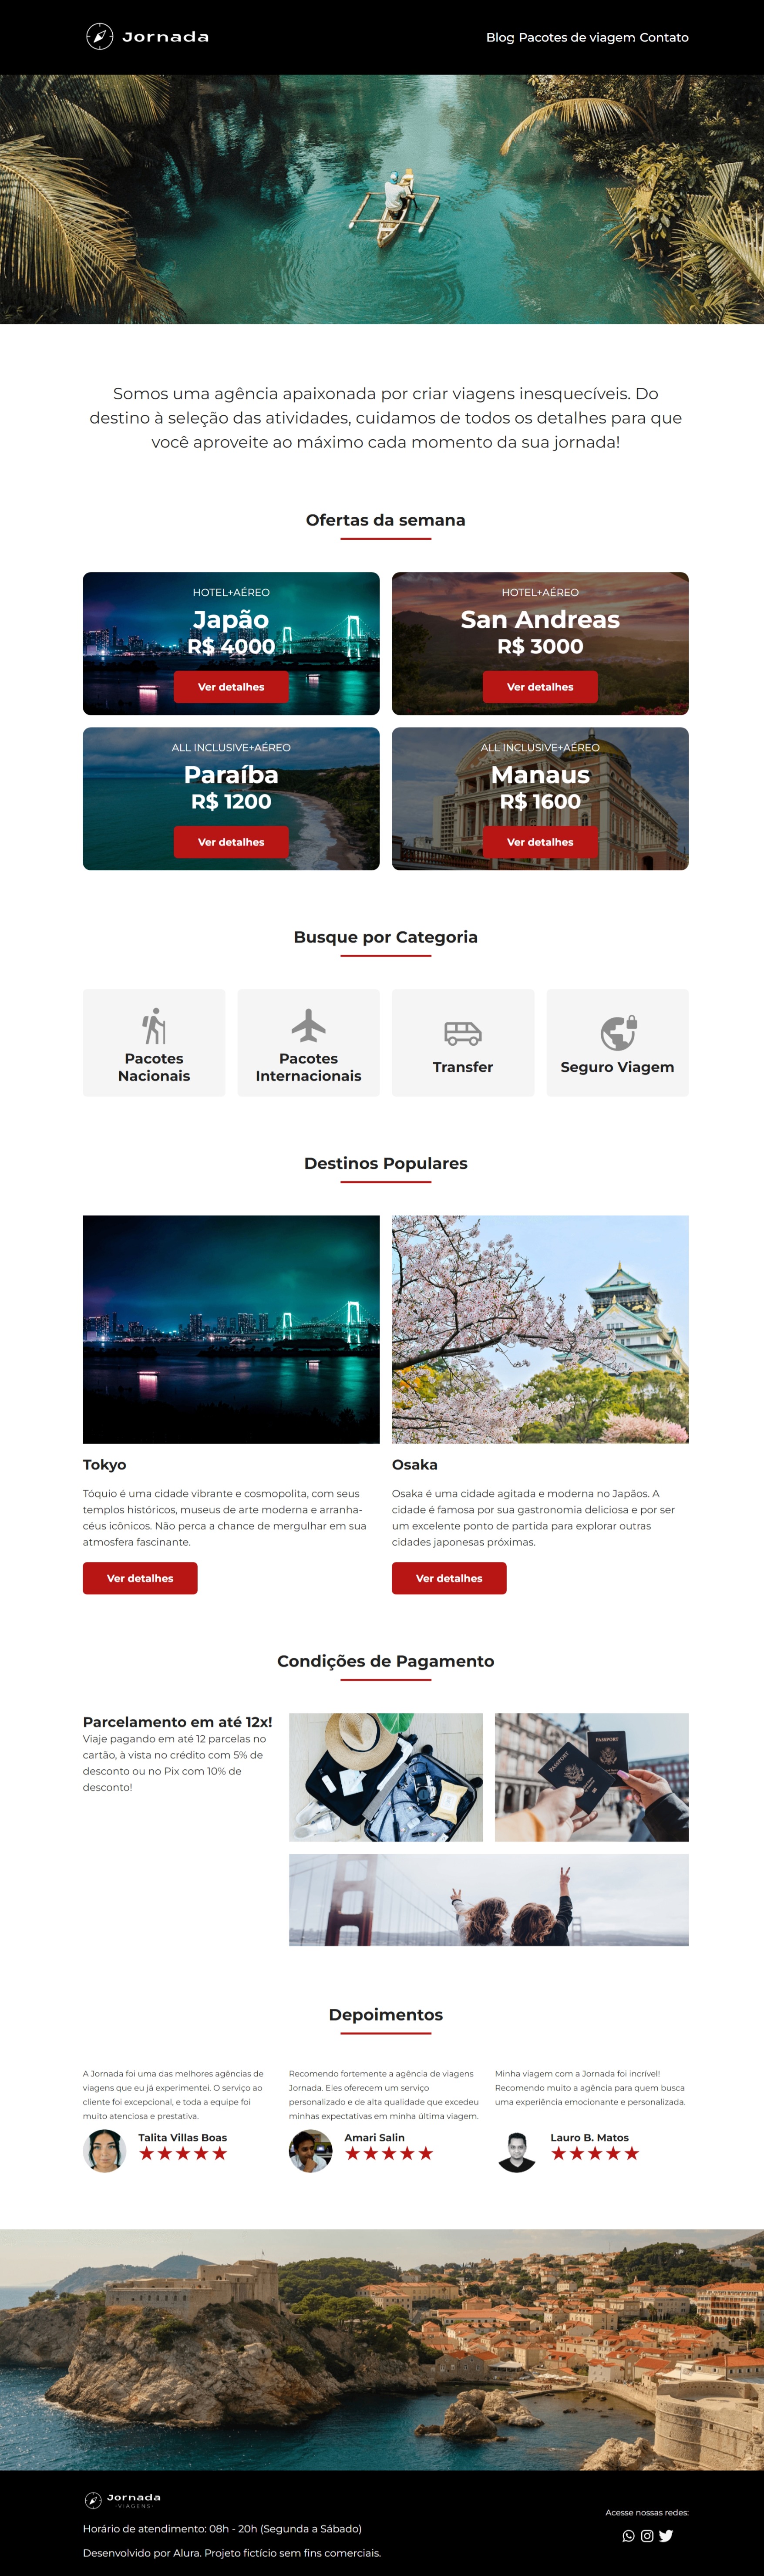 Jornada
Blog Pacotes de viagem Contato
Somos uma agência apaixonada por criar viagens inesquecíveis. Do
destino à seleção das atividades, cuidamos de todos os detalhes para que
você aproveite ao máximo cada momento da sua jornada!
Ofertas da semana
HOTEL+AÉREO
Japão
R$ 4000
Ver detalhes
HOTEL+AÉREO
San Andreas
R$ 3000
Ver detalhes
ALL INCLUSIVE+AÉREO
Paraíba
R$ 1200
Ver detalhes
ALL INCLUSIVE+AÉREO
Manaus
R$ 1600
Ver detalhes
Busque por Categoria
Pacotes
Nacionais
Pacotes
Internacionais
Transfer
Seguro Viagem
Destinos Populares
Tokyo
Tóquio é uma cidade vibrante e cosmopolita, com seus
templos históricos, museus de arte moderna e arranha-
céus icônicos. Não perca a chance de mergulhar em sua
atmosfera fascinante.
Ver detalhes
Osaka
Osaka é uma cidade agitada e moderna no Japãos. A
cidade é famosa por sua gastronomia deliciosa e por ser
um excelente ponto de partida para explorar outras
cidades japonesas próximas.
Ver detalhes
Condições de Pagamento
Parcelamento em até 12x!
Viaje pagando em até 12 parcelas no
cartão, à vista no crédito com 5% de
desconto ou no Pix com 10% de
desconto!
PASSPORT
PASSPORT
Depoimentos
A Jornada foi uma das melhores agências de
viagens que eu já experimentei. O serviço ao
cliente foi excepcional, e toda a equipe foi
muito atenciosa e prestativa.
Talita Villas Boas
Recomendo fortemente a agência de viagens
Jornada. Eles oferecem um serviço
personalizado e de alta qualidade que excedeu
minhas expectativas em minha última viagem.
Amari Salin
Minha viagem com a Jornada foi incrível!
Recomendo muito a agência para quem busca
uma experiência emocionante e personalizada.
Lauro B. Matos
Jornada
·VIAGENS·
Horário de atendimento: 08h - 20h (Segunda a Sábado)
Desenvolvido por Alura. Projeto fictício sem fins comerciais.
Acesse nossas redes: